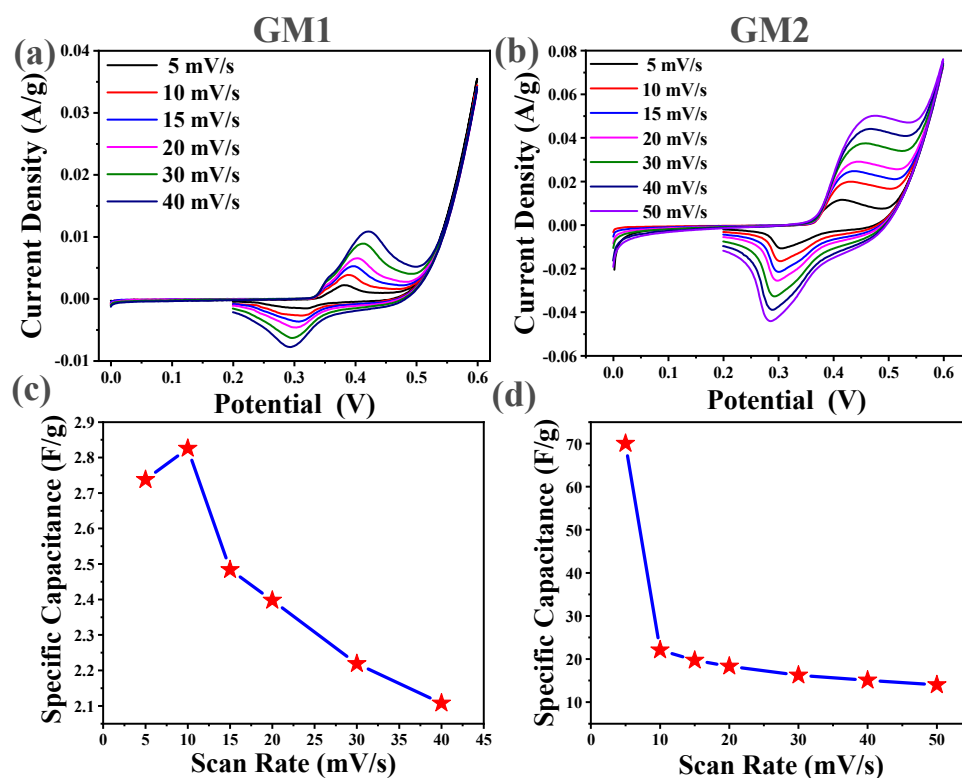 GM1
GM2
(a)
(b)
0.04
0.03
0.02
0.01
0.00
-0.01
Current Density (A/g)
5 mV/s
10 mV/s
15 mV/s
20 mV/s
30 mV/s
40 mV/s
0.0 0.1 0.2 0.3 0.4 0.5 0.6
Potential (V)
0.08
0.06
0.04
0.02
0.00
-0.02
-0.04
-0.06
Current Density (A/g)
5 mV/s
10 mV/s
15 mV/s
20 mV/s
30 mV/s
40 mV/s
50 mV/s
0.0 0.1 0.2 0.3 0.4 0.5 0.6
Potential (V)
(c)
(d)
2.9
2.8
2.7
2.6
2.5
2.4
2.3
2.2
2.1
Specific Capacitance (F/g)
0 5 10 15 20 25 30 35 40 45
Scan Rate (mV/s)
70
60
50
40
30
20
10
Specific Capacitance (F/g)
0 10 20 30 40 50
Scan Rate (mV/s)